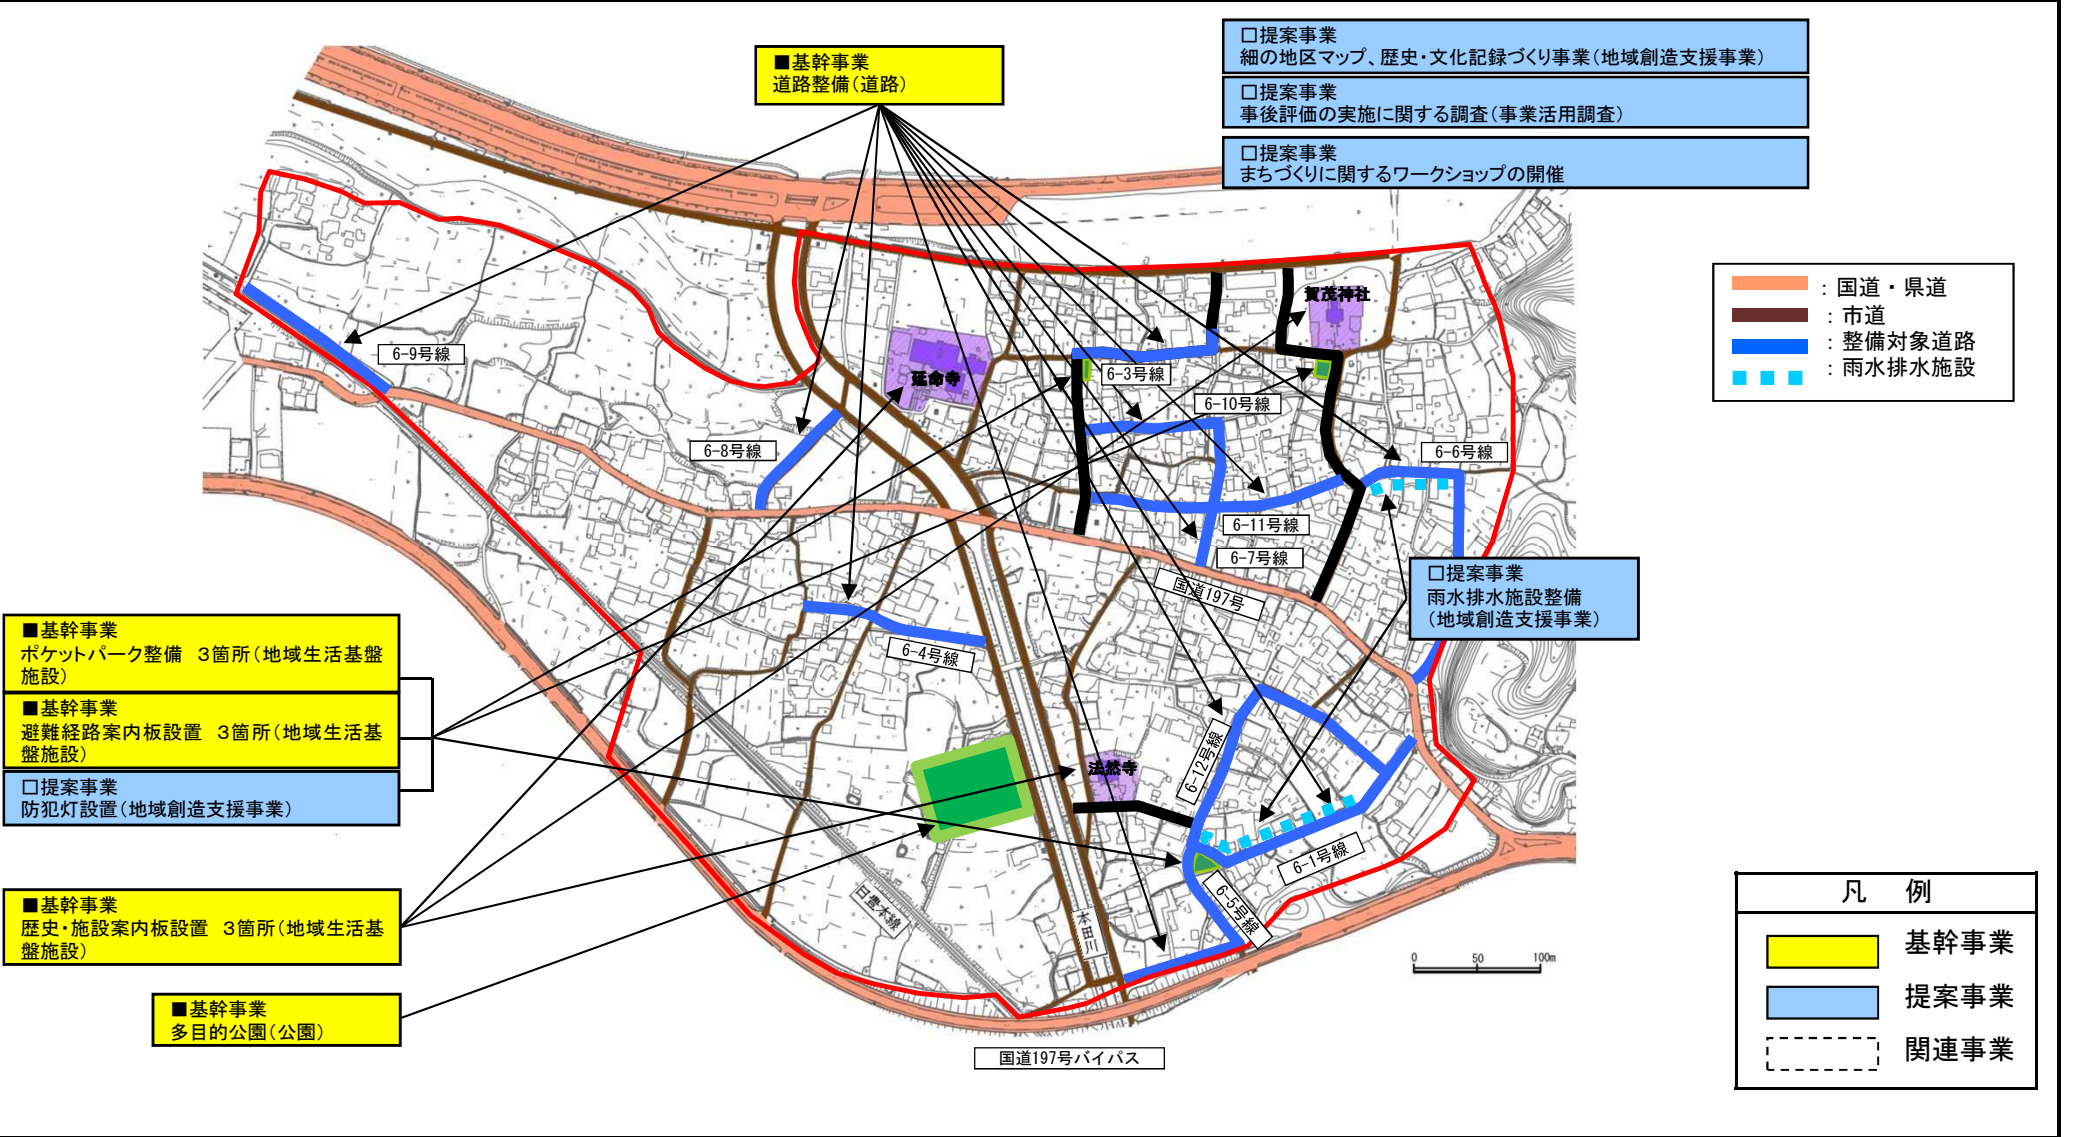 ■基幹事業
道路整備(道路)
□提案事業
細の地区マップ、歴史・文化記録づくり事業(地域創造支援事業)
□提案事業
事後評価の実施に関する調査(事業活用調査)
□提案事業
まちづくりに関するワークショップの開催
：国道・県道
：市道
：整備対象道路
：雨水排水施設
賀茂神社
延命寺
法然寺
6-9号線
6-3号線
6-10号線
6-8号線
6-6号線
6-11号線
6-7号線
国道197号
6-4号線
6-12号線
6-1号線
6-5号線
日豊本線
本田川
□提案事業
雨水排水施設整備
(地域創造支援事業)
■基幹事業
ポケットパーク整備　3箇所(地域生活基盤
施設)
■基幹事業
避難経路案内板設置　3箇所(地域生活基
盤施設)
□提案事業
防犯灯設置(地域創造支援事業)
■基幹事業
歴史・施設案内板設置　3箇所(地域生活基
盤施設)
■基幹事業
多目的公園(公園)
0　50　100m
国道197号バイパス
凡　例
基幹事業
提案事業
関連事業